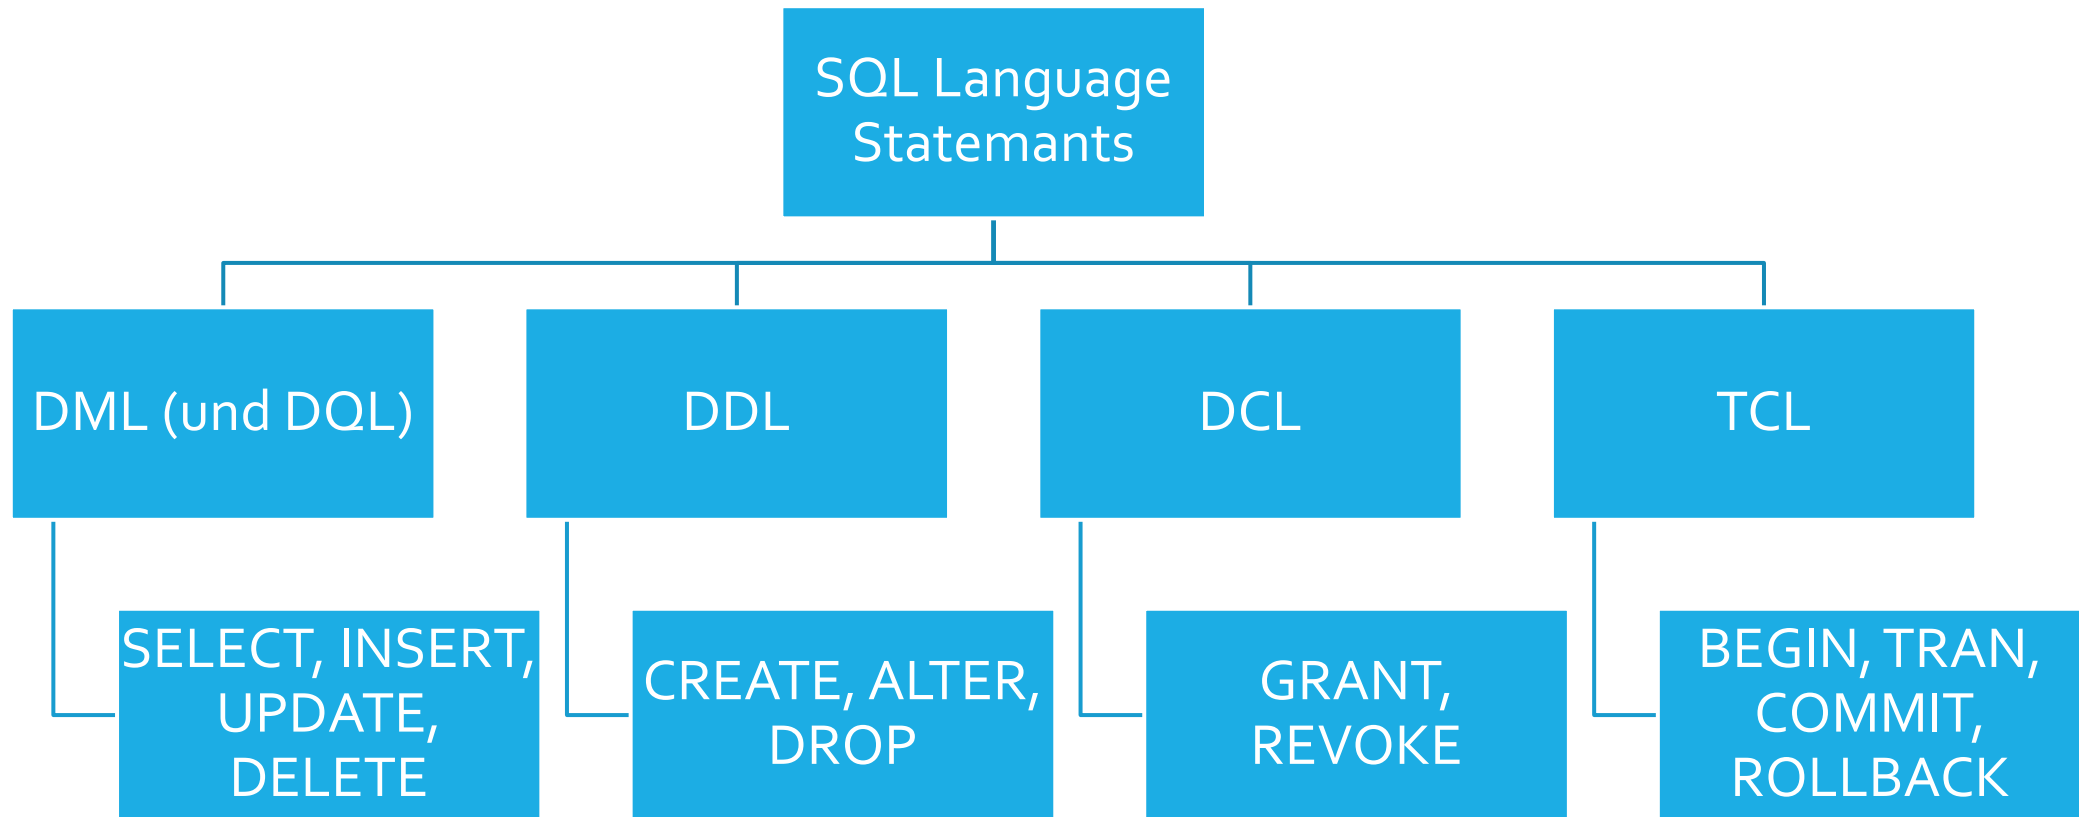 SQL Language
Statemants
DML (und DQL)
DDL
DCL
TCL
SELECT, INSERT,
UPDATE,
DELETE
CREATE, ALTER,
DROP
GRANT,
REVOKE
BEGIN, TRAN,
COMMIT,
ROLLBACK